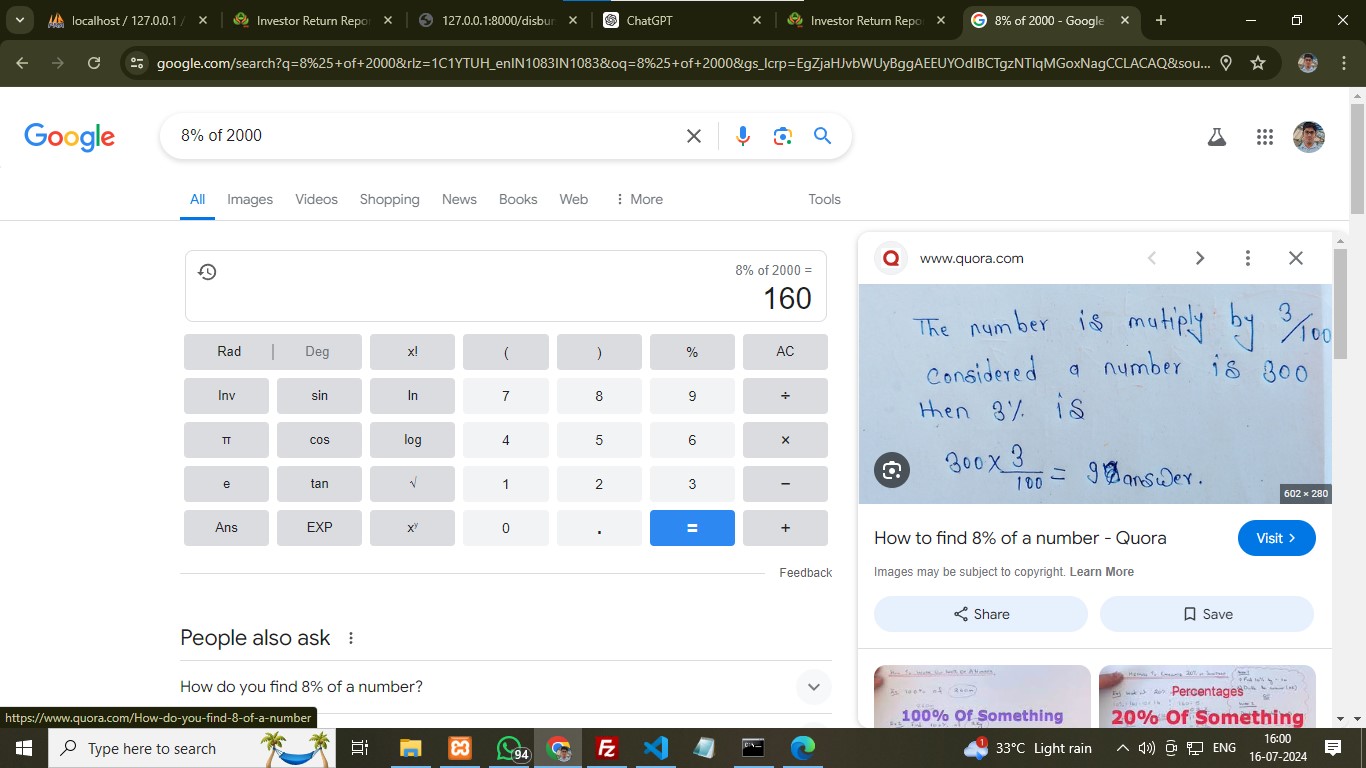 localhost / 127.0.0.1 /
Investor Return Repo
127.0.0.1:8000/disbur
ChatGPT
Investor Return Repo
8% of 2000 - Google
google.com/search?q=8%25+of+2000&rlz=1C1YTUH_enIN1083IN1083&oq=8%25+of+2000&gs_lcrp=EgZjaHJvbWUyBggAEEUYOdIBCTgzNTlqMGoxNagCCLACAQ&sou...
Google
8% of 2000
All Images Videos Shopping News Books Web More Tools
8% of 2000 =
160
Rad | Deg x! ( ) % AC
Inv sin ln 7 8 9 ÷
π cos log 4 5 6 ×
e tan √ 1 2 3 −
Ans EXP xʸ 0 . = +
Feedback
People also ask
How do you find 8% of a number?
https://www.quora.com/How-do-you-find-8-of-a-number
Q www.quora.com
The number is mutiply by 3/100
Considered a number is 300
then 3% is
300 × 3/100 = 9 answer.
602 × 280
How to find 8% of a number - Quora
Visit
Images may be subject to copyright. Learn More
Share Save
100% Of Something
Percentages
20% Of Something
Type here to search
94
1
33°C Light rain
ENG
16:00
16-07-2024